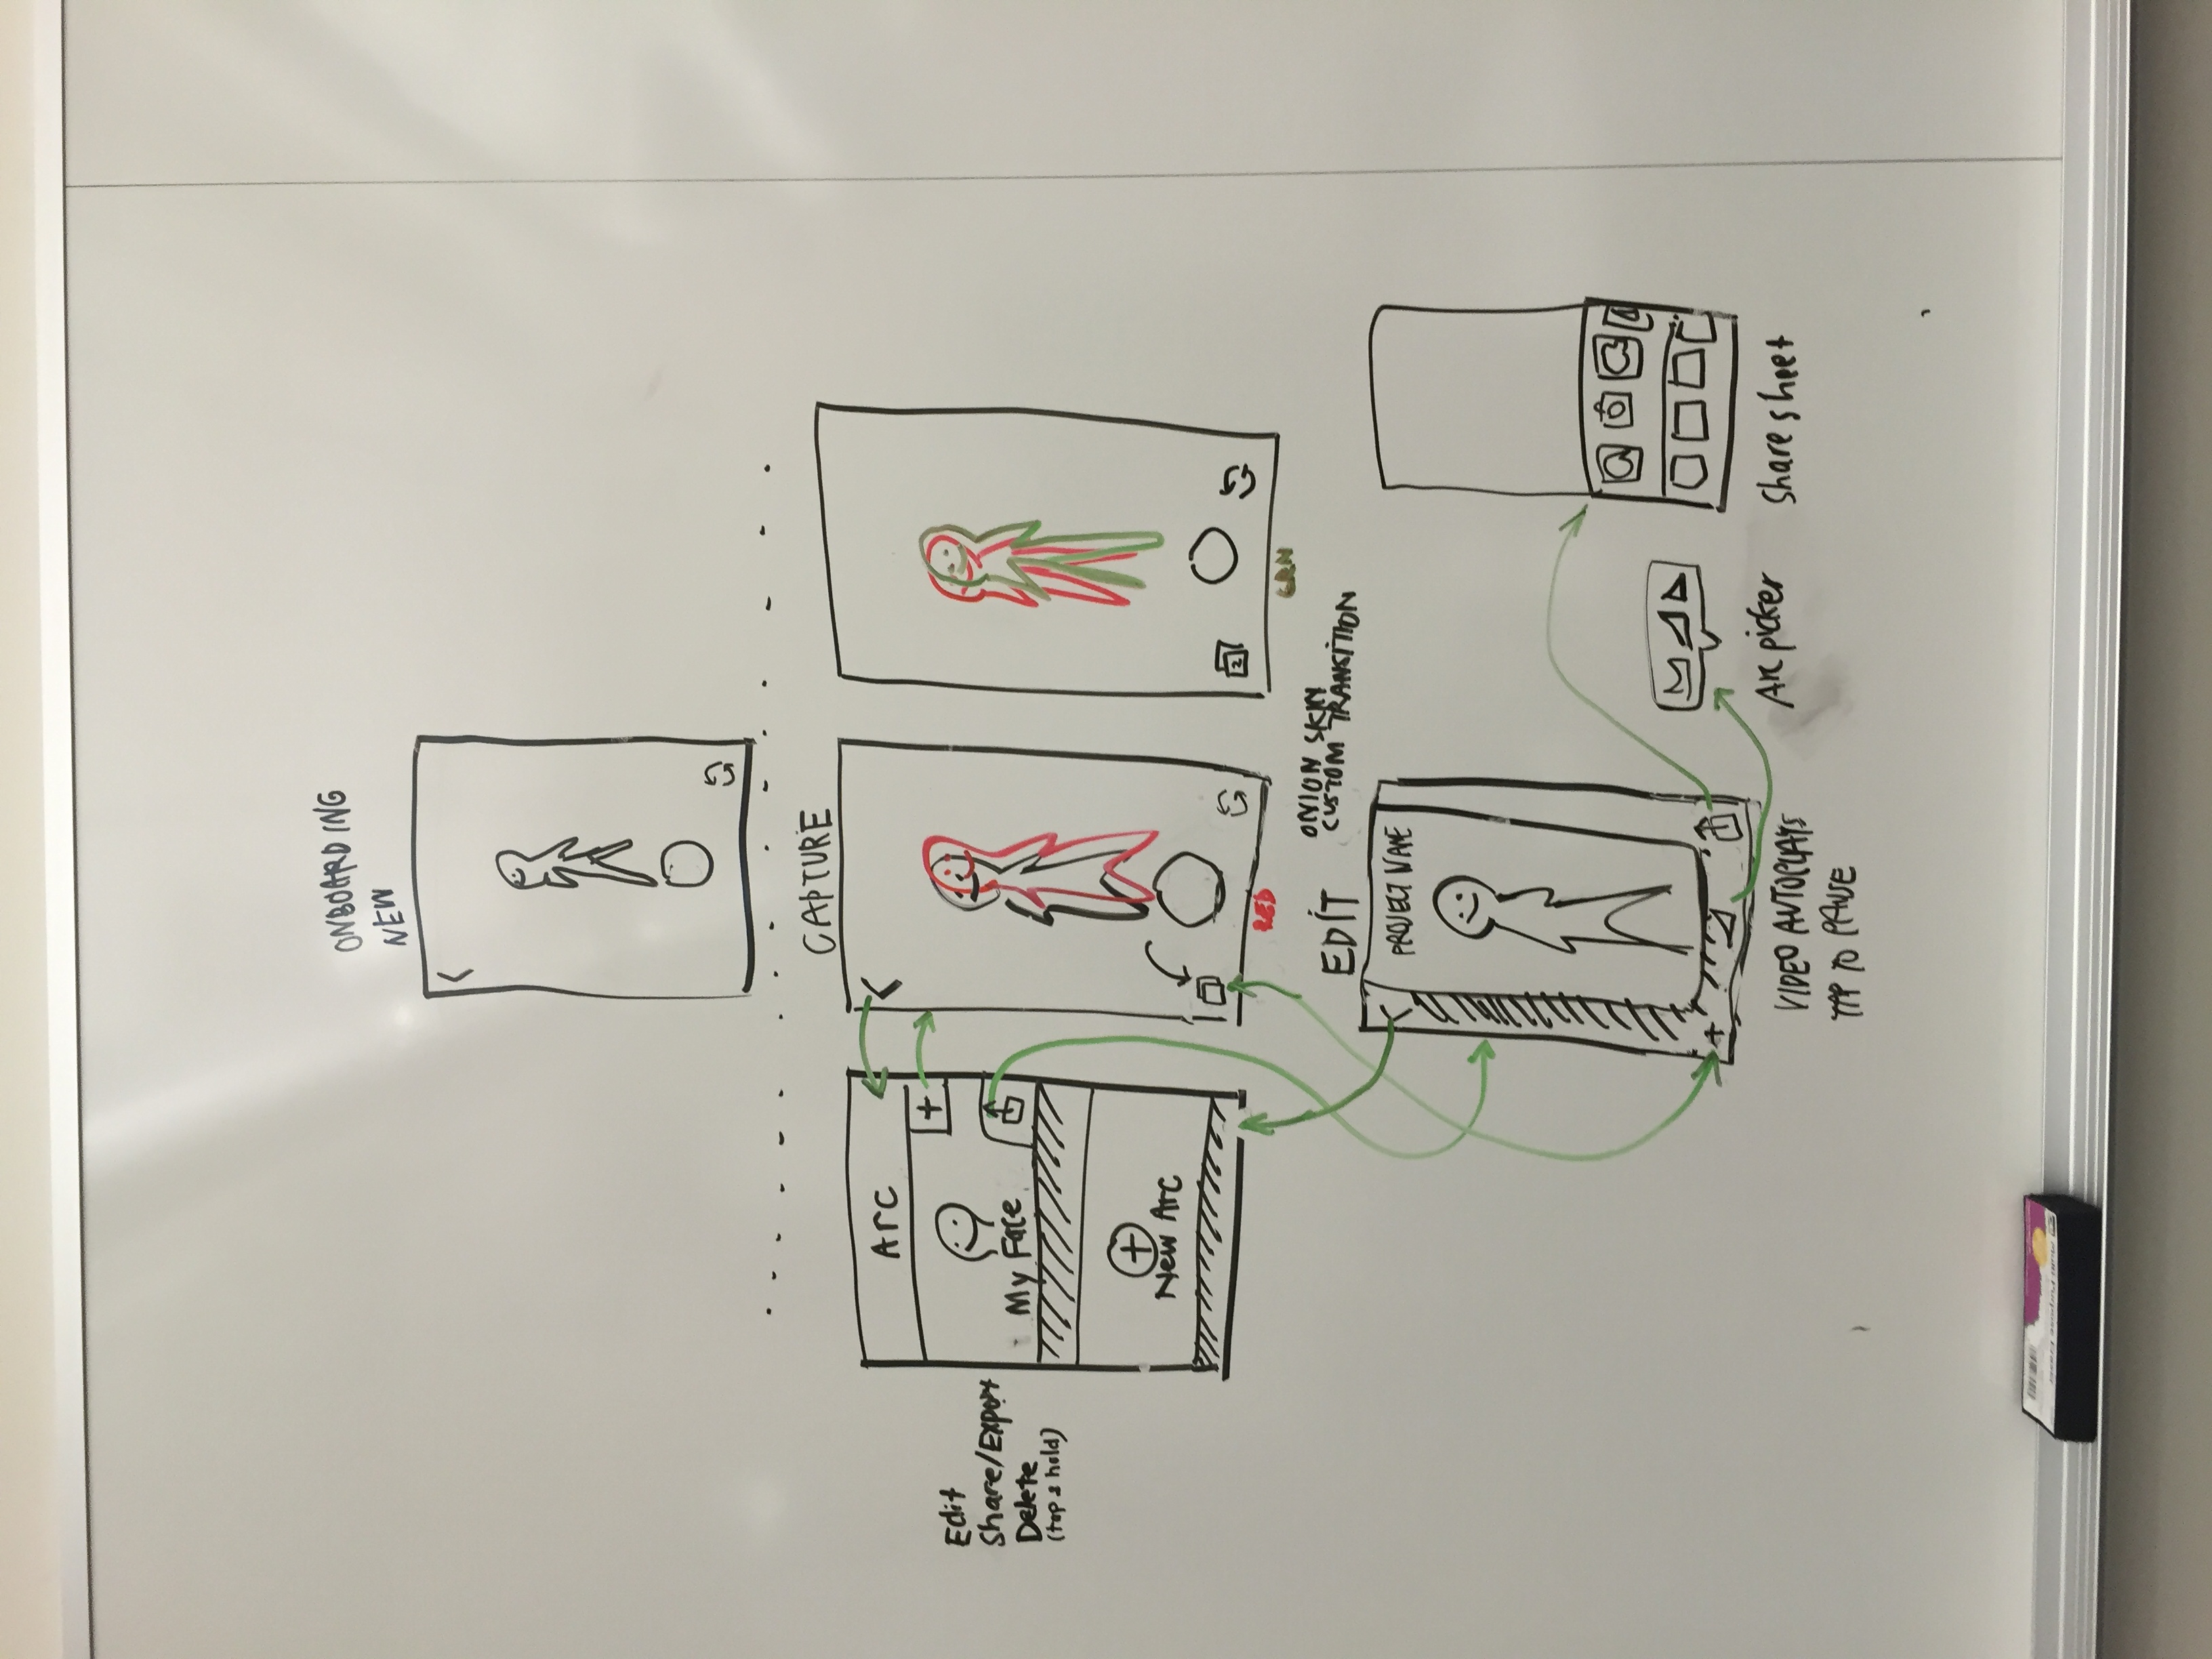 ONBOARDING
NEW
CAPTURE
Arc
+
My Face
Edit
Share/Export
Delete
(tap & hold)
+
New Arc
2
RED
GRN
ONION SKIN
CUSTOM TRANSITION
EDIT
PROJECT NAME
+
VIDEO AUTOPLAYS
TAP TO PAUSE
Arc picker
Share sheet
Multi-Purpose Eraser